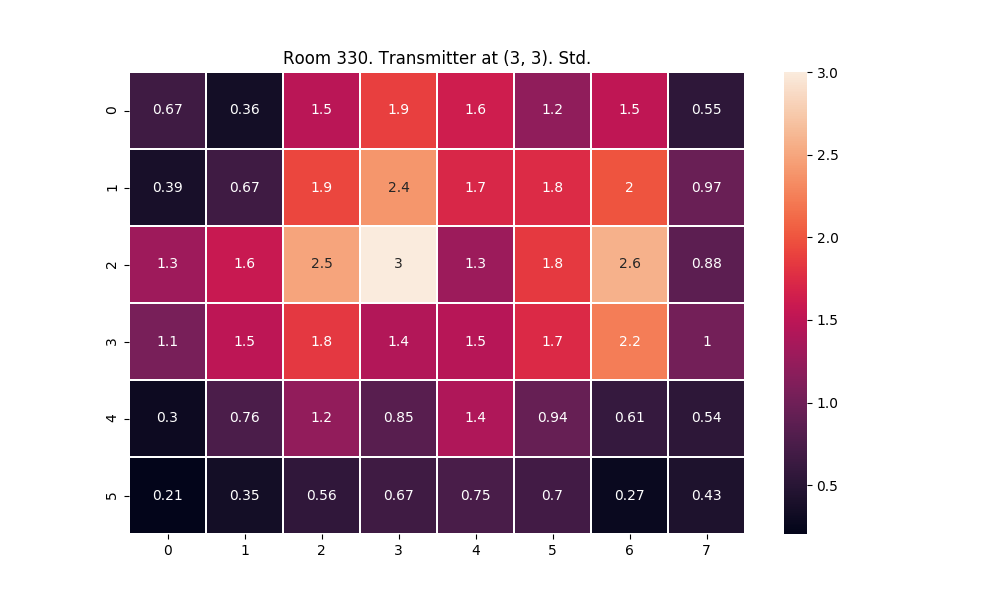 Room 330. Transmitter at (3, 3). Std.
0 0.67 0.36 1.5 1.9 1.6 1.2 1.5 0.55
1 0.39 0.67 1.9 2.4 1.7 1.8 2 0.97
2 1.3 1.6 2.5 3 1.3 1.8 2.6 0.88
3 1.1 1.5 1.8 1.4 1.5 1.7 2.2 1
4 0.3 0.76 1.2 0.85 1.4 0.94 0.61 0.54
5 0.21 0.35 0.56 0.67 0.75 0.7 0.27 0.43
0 1 2 3 4 5 6 7
3.0
2.5
2.0
1.5
1.0
0.5